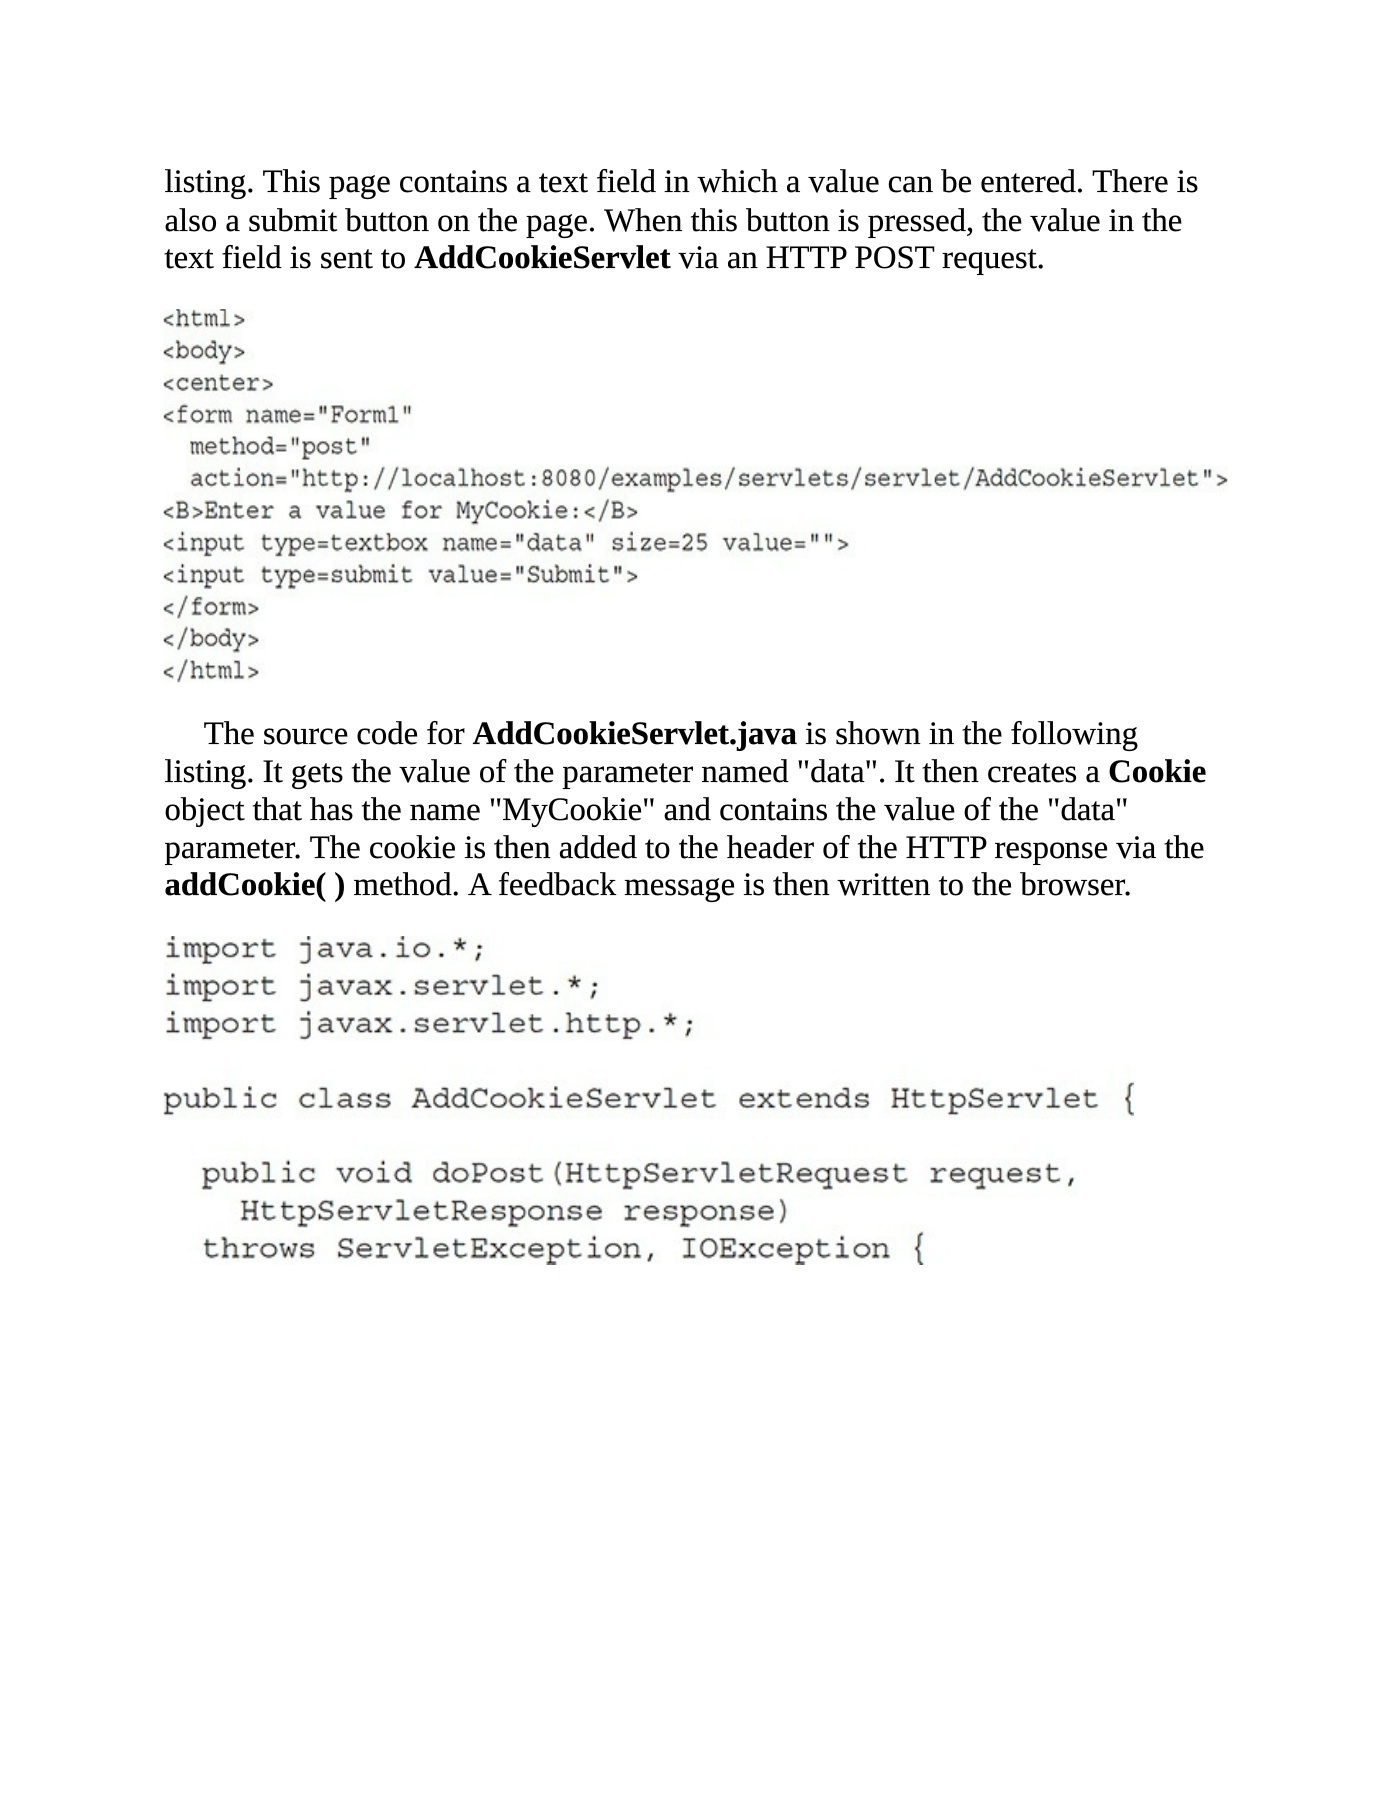 listing. This page contains a text field in which a value can be entered. There is
also a submit button on the page. When this button is pressed, the value in the
text field is sent to AddCookieServlet via an HTTP POST request.
<html>
<body>
<center>
<form name="Form1"
  method="post"
  action="http://localhost:8080/examples/servlets/servlet/AddCookieServlet">
<B>Enter a value for MyCookie:</B>
<input type=textbox name="data" size=25 value="">
<input type=submit value="Submit">
</form>
</body>
</html>
The source code for AddCookieServlet.java is shown in the following
listing. It gets the value of the parameter named "data". It then creates a Cookie
object that has the name "MyCookie" and contains the value of the "data"
parameter. The cookie is then added to the header of the HTTP response via the
addCookie( ) method. A feedback message is then written to the browser.
import java.io.*;
import javax.servlet.*;
import javax.servlet.http.*;
public class AddCookieServlet extends HttpServlet {
  public void doPost(HttpServletRequest request,
    HttpServletResponse response)
  throws ServletException, IOException {